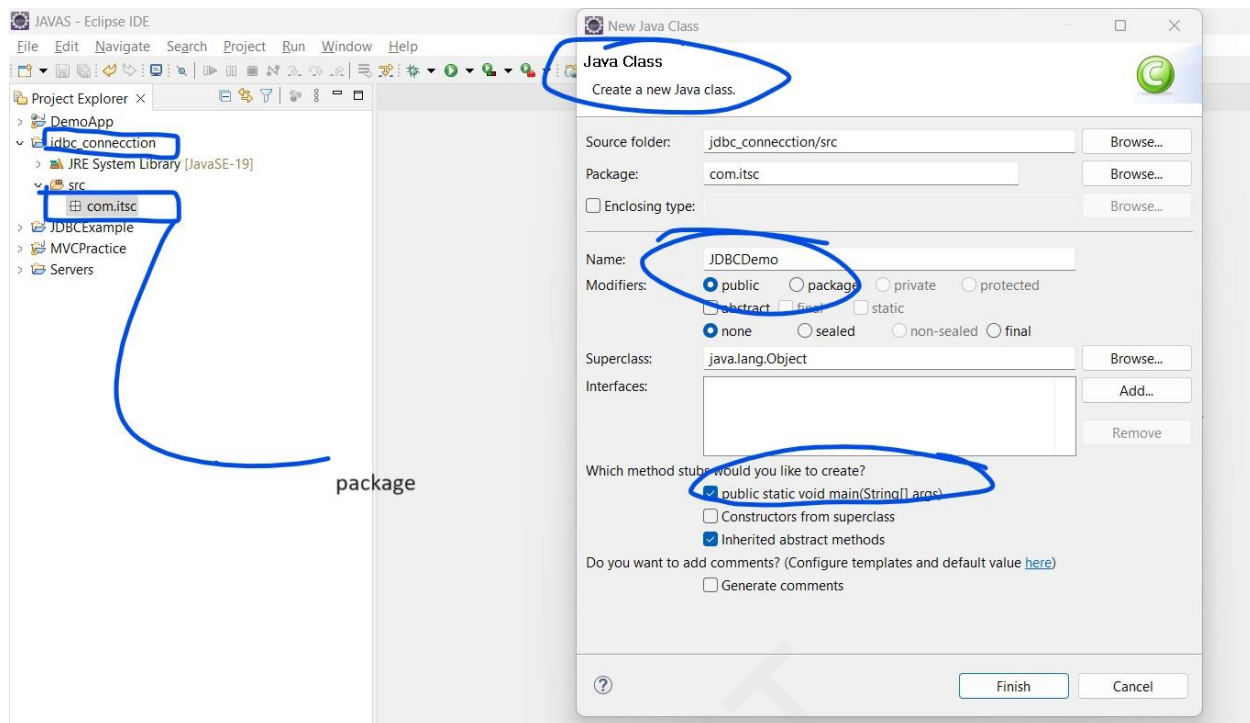 JAVAS - Eclipse IDE
File Edit Navigate Search Project Run Window Help
Project Explorer
DemoApp
jdbc_connecction
JRE System Library [JavaSE-19]
src
com.itsc
JDBCExample
MVCPractice
Servers
package
New Java Class
Java Class
Create a new Java class.
Source folder: jdbc_connecction/src Browse...
Package: com.itsc Browse...
Enclosing type: Browse...
Name: JDBCDemo
Modifiers: public package private protected
abstract final static
none sealed non-sealed final
Superclass: java.lang.Object Browse...
Interfaces: Add...
Remove
Which method stubs would you like to create?
public static void main(String[] args)
Constructors from superclass
Inherited abstract methods
Do you want to add comments? (Configure templates and default value here)
Generate comments
Finish Cancel